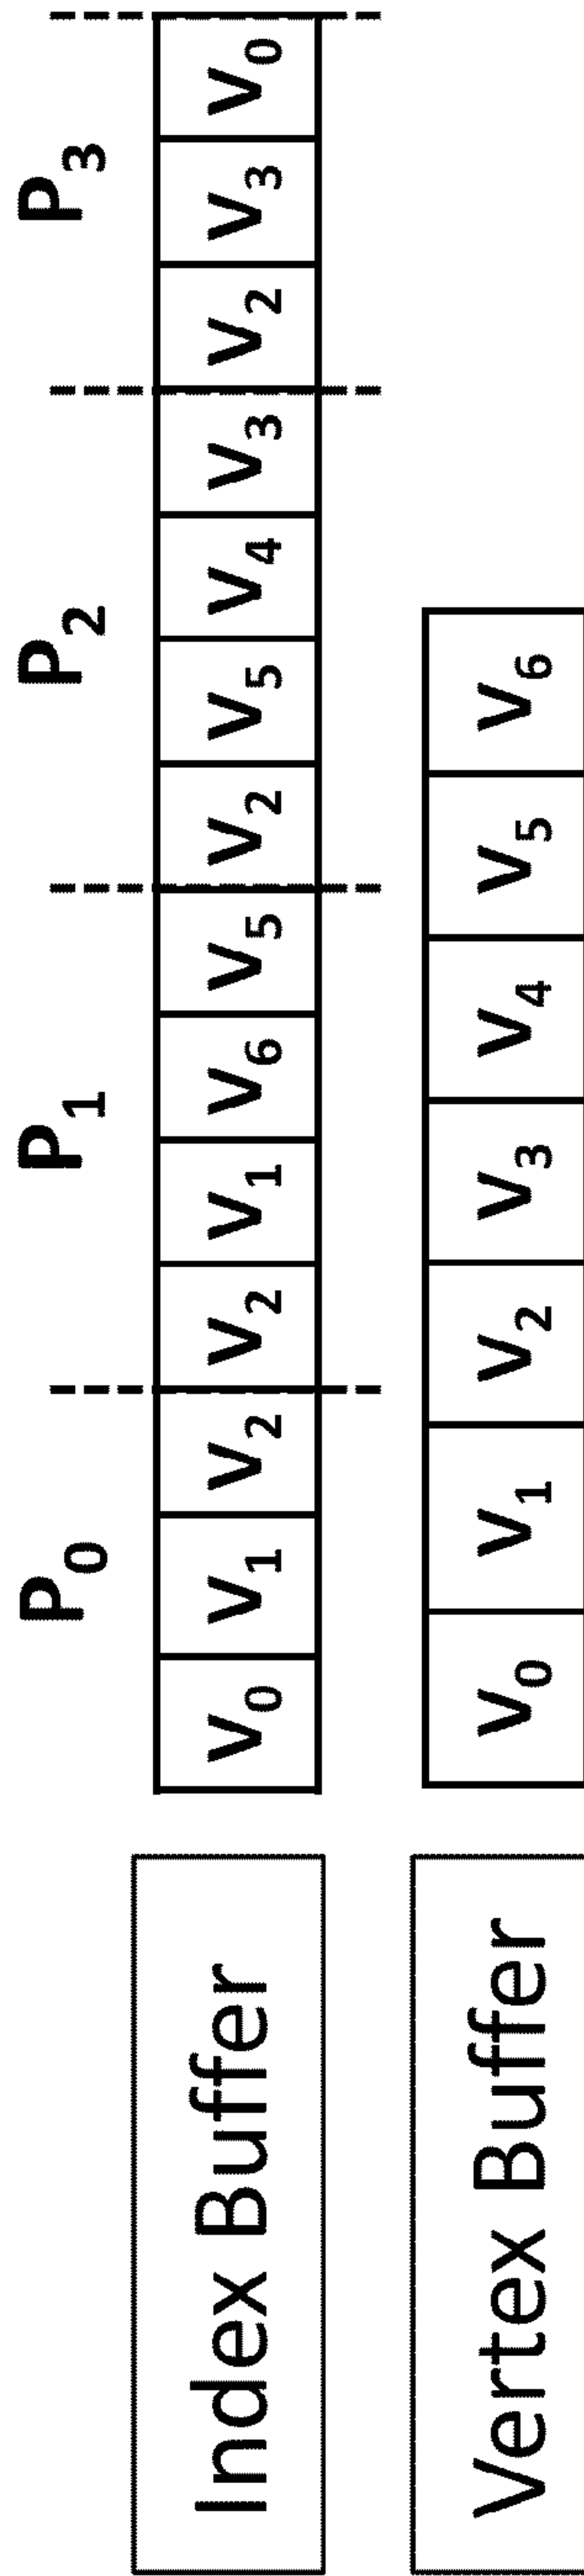 P₀ P₁ P₂ P₃
Index Buffer V₀ V₁ V₂ V₂ V₁ V₆ V₅ V₂ V₅ V₄ V₃ V₂ V₃ V₀
Vertex Buffer V₀ V₁ V₂ V₃ V₄ V₅ V₆